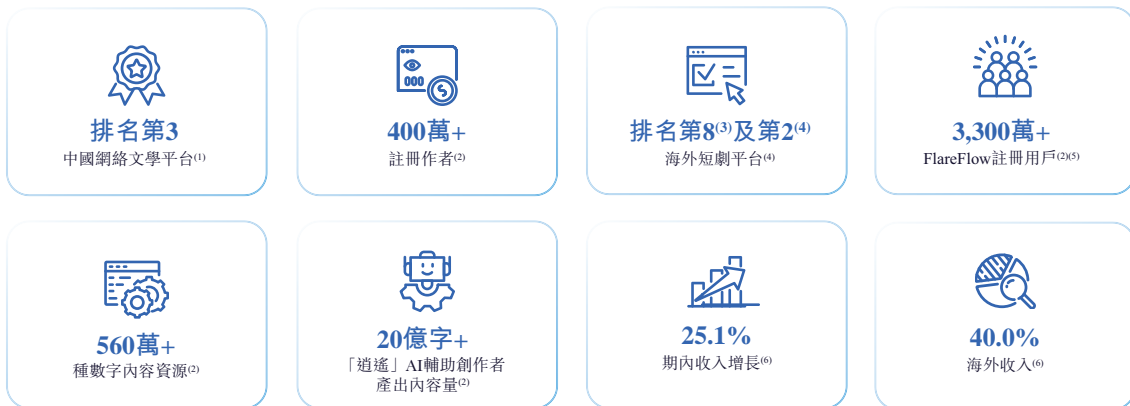 排名第3
中國網絡文學平台(1)
400萬+
註冊作者(2)
排名第8(3)及第2(4)
海外短劇平台(4)
3,300萬+
FlareFlow註冊用戶(2)(5)
560萬+
種數字內容資源(2)
20億字+
「逍遙」AI輔助創作者
產出內容量(2)
25.1%
期內收入增長(6)
40.0%
海外收入(6)